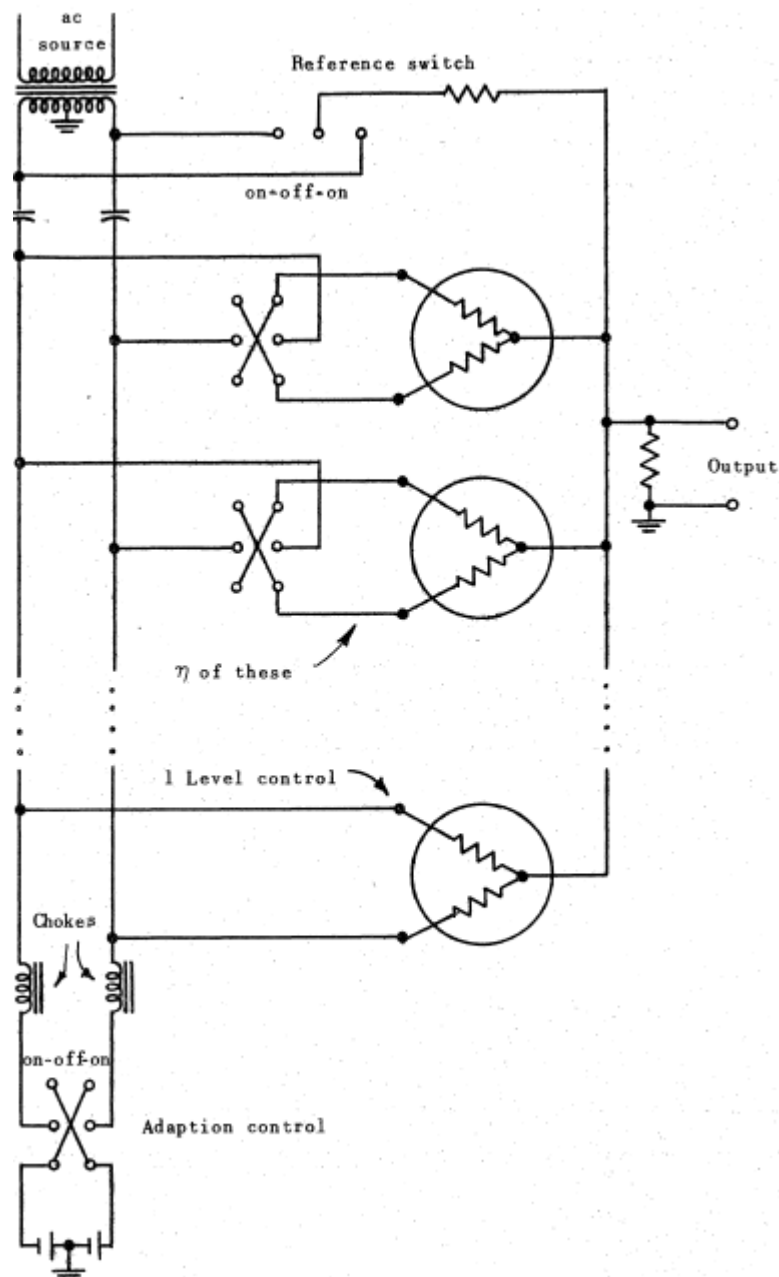 ac
source
Reference switch
on-off-on
Output
η of these
1 Level control
Chokes
on-off-on
Adaption control